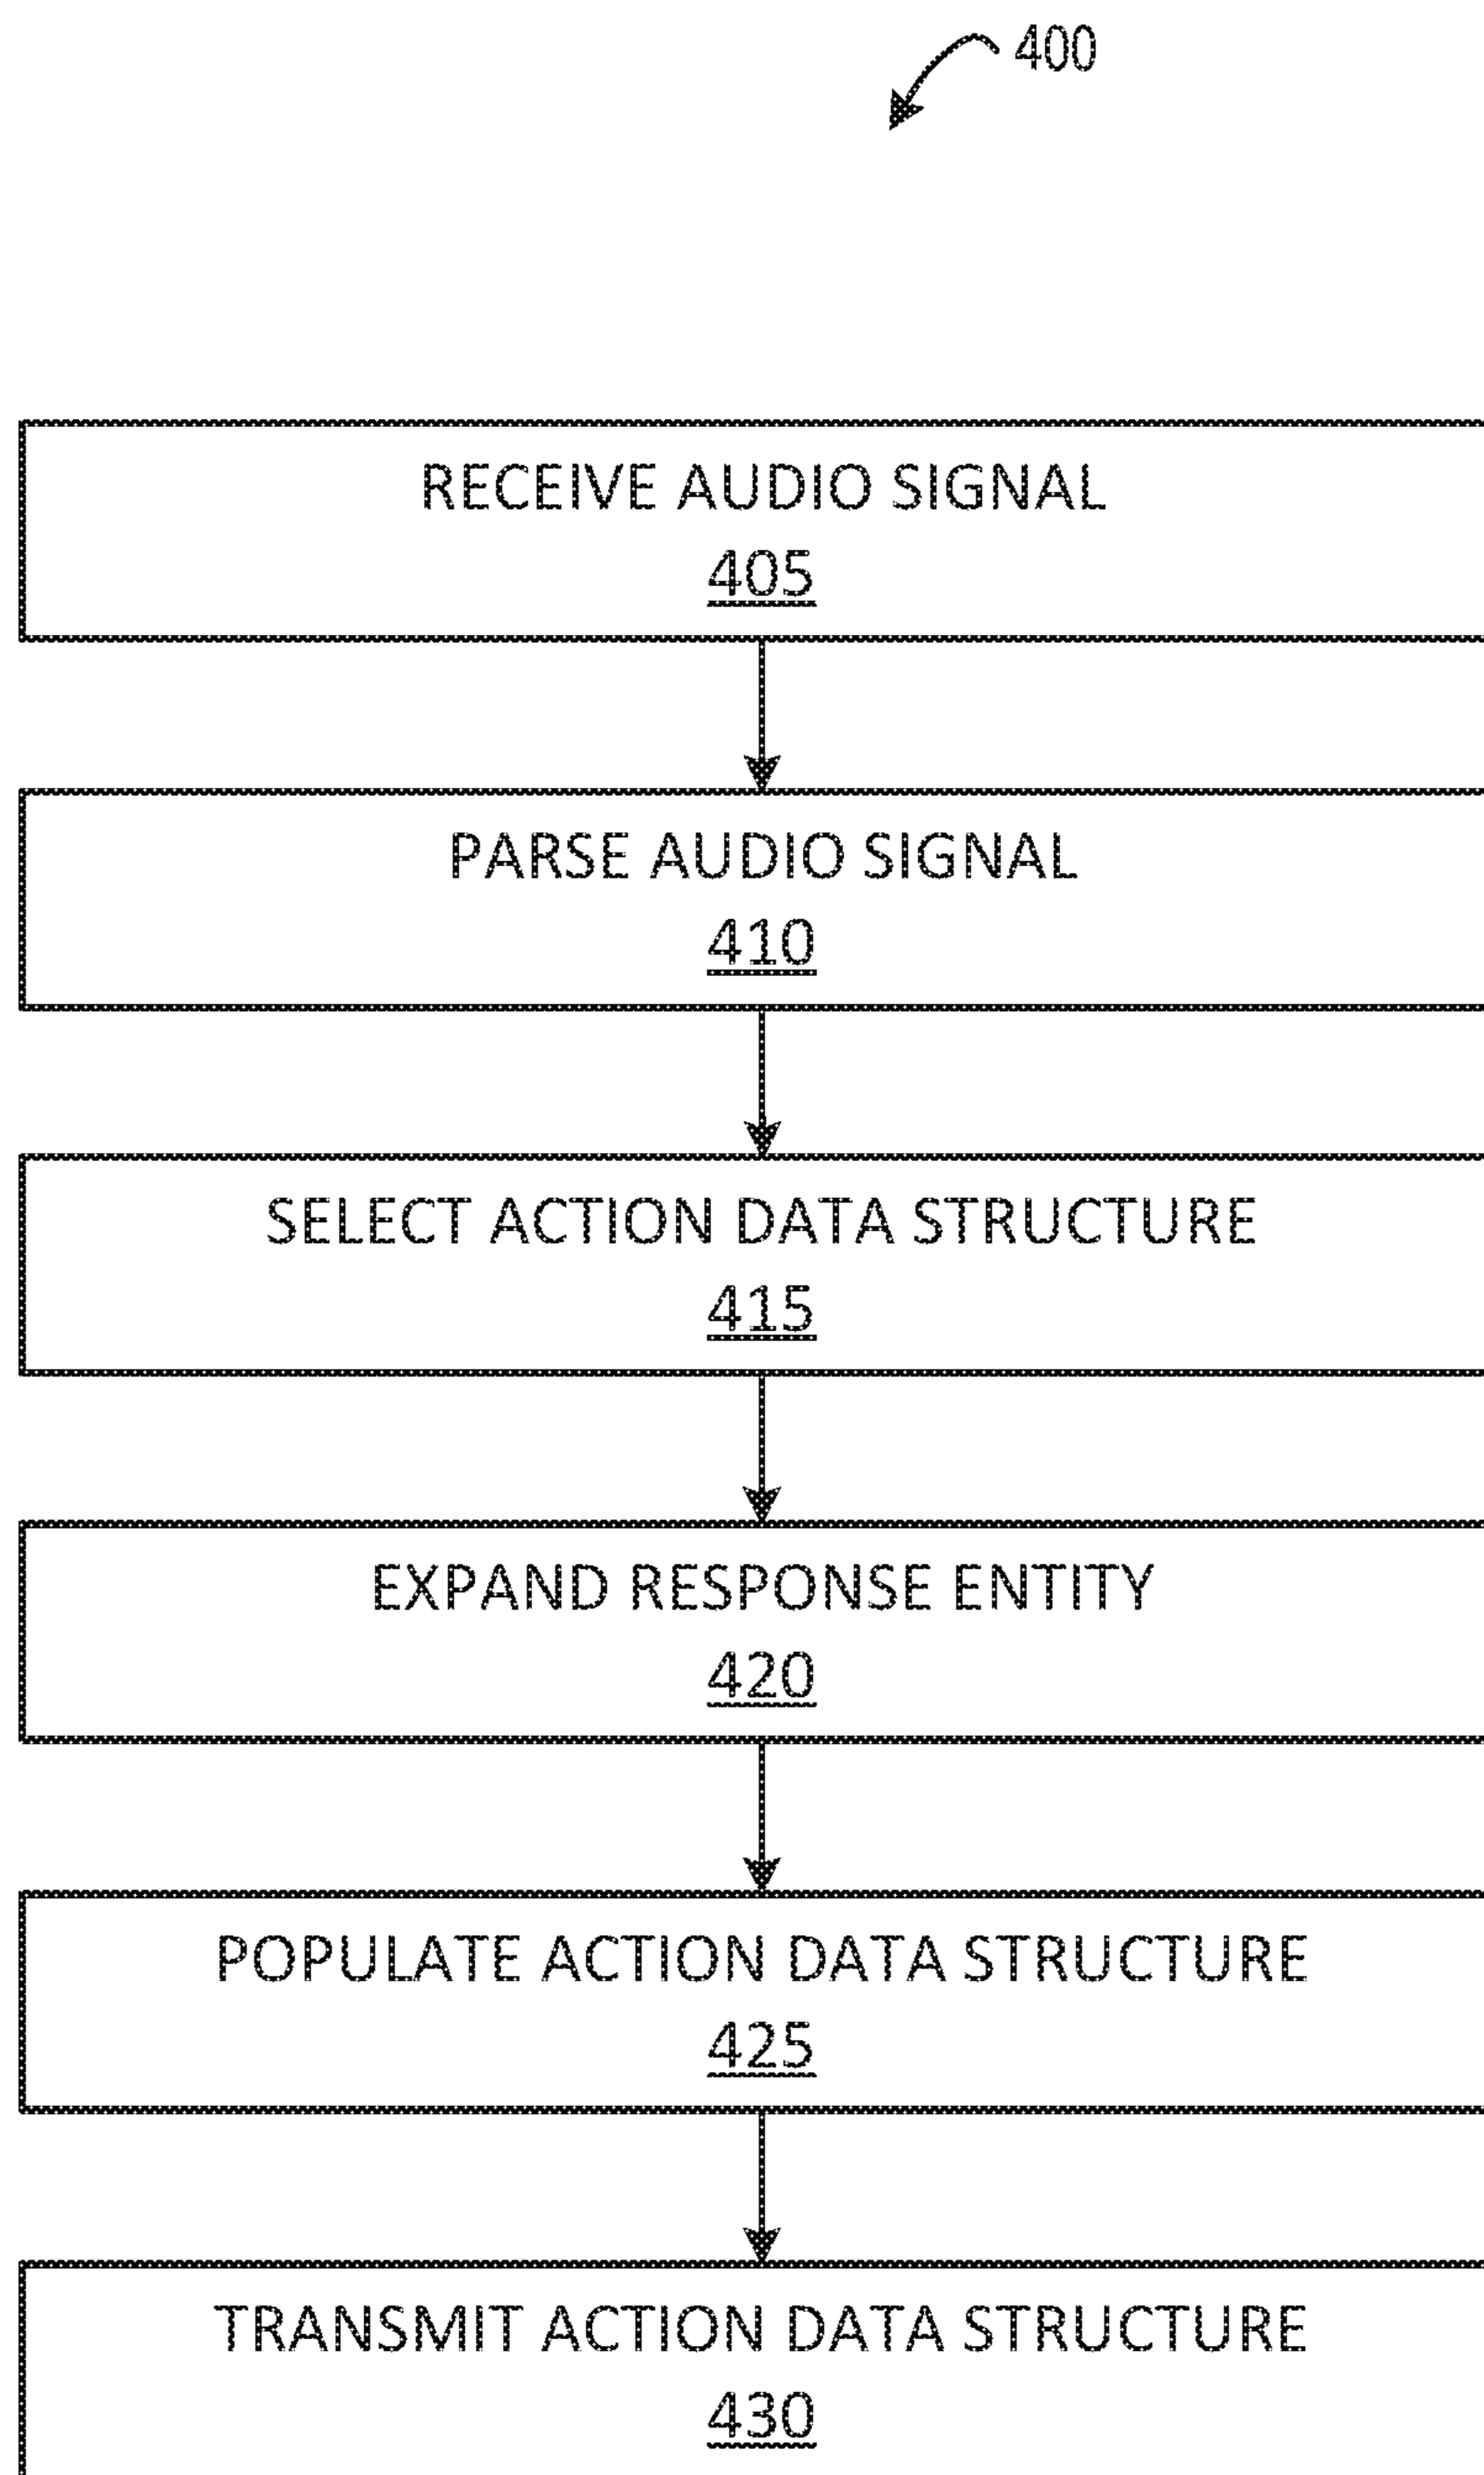 400
RECEIVE AUDIO SIGNAL
405
PARSE AUDIO SIGNAL
410
SELECT ACTION DATA STRUCTURE
415
EXPAND RESPONSE ENTITY
420
POPULATE ACTION DATA STRUCTURE
425
TRANSMIT ACTION DATA STRUCTURE
430